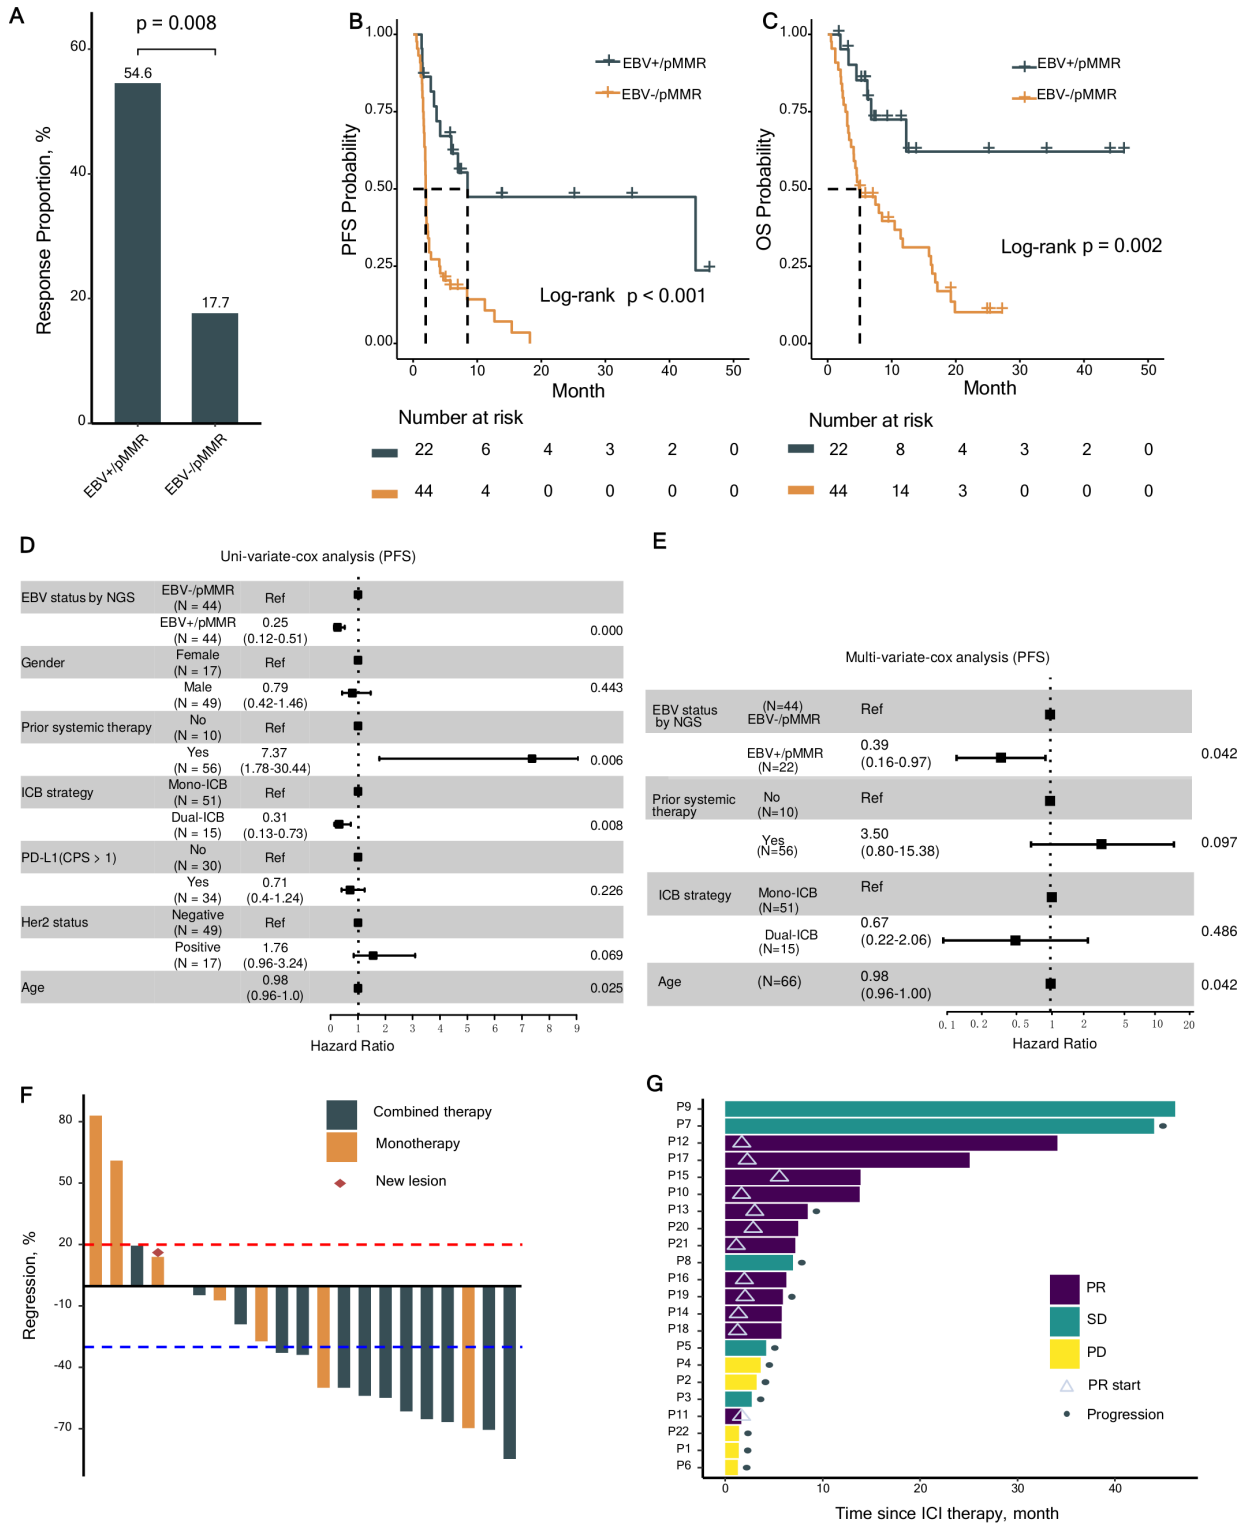 A
p = 0.008
60
54.6
40
20
17.7
0
Response Proportion, %
EBV+/pMMR
EBV-/pMMR
B
1.00
0.75
0.50
0.25
0.00
PFS Probability
EBV+/pMMR
EBV-/pMMR
Log-rank p < 0.001
0 10 20 30 40 50
Month
Number at risk
22 6 4 3 2 0
44 4 0 0 0 0
C
1.00
0.75
0.50
0.25
0.00
OS Probability
EBV+/pMMR
EBV-/pMMR
Log-rank p = 0.002
0 10 20 30 40 50
Month
Number at risk
22 8 4 3 2 0
44 14 3 0 0 0
D
Uni-variate-cox analysis (PFS)
EBV status by NGS
EBV-/pMMR
(N = 44)
Ref
EBV+/pMMR
(N = 44)
0.25
(0.12-0.51)
0.000
Gender
Female
(N = 17)
Ref
Male
(N = 49)
0.79
(0.42-1.46)
0.443
Prior systemic therapy
No
(N = 10)
Ref
Yes
(N = 56)
7.37
(1.78-30.44)
0.006
ICB strategy
Mono-ICB
(N = 51)
Ref
Dual-ICB
(N = 15)
0.31
(0.13-0.73)
0.008
PD-L1(CPS > 1)
No
(N = 30)
Ref
Yes
(N = 34)
0.71
(0.4-1.24)
0.226
Her2 status
Negative
(N = 49)
Ref
Positive
(N = 17)
1.76
(0.96-3.24)
0.069
Age
0.98
(0.96-1.0)
0.025
0 1 2 3 4 5 6 7 8 9
Hazard Ratio
E
Multi-variate-cox analysis (PFS)
EBV status
by NGS
(N=44)
EBV-/pMMR
Ref
EBV+/pMMR
(N=22)
0.39
(0.16-0.97)
0.042
Prior systemic
therapy
No
(N=10)
Ref
Yes
(N=56)
3.50
(0.80-15.38)
0.097
ICB strategy
Mono-ICB
(N=51)
Ref
Dual-ICB
(N=15)
0.67
(0.22-2.06)
0.486
Age
(N=66)
0.98
(0.96-1.00)
0.042
0.1 0.2 0.5 1 2 5 10 20
Hazard Ratio
F
80
50
20
-10
-40
-70
Regression, %
Combined therapy
Monotherapy
New lesion
G
P9
P7
P12
P17
P15
P10
P13
P20
P21
P8
P16
P19
P14
P18
P5
P4
P2
P3
P11
P22
P1
P6
PR
SD
PD
PR start
Progression
0 10 20 30 40
Time since ICI therapy, month